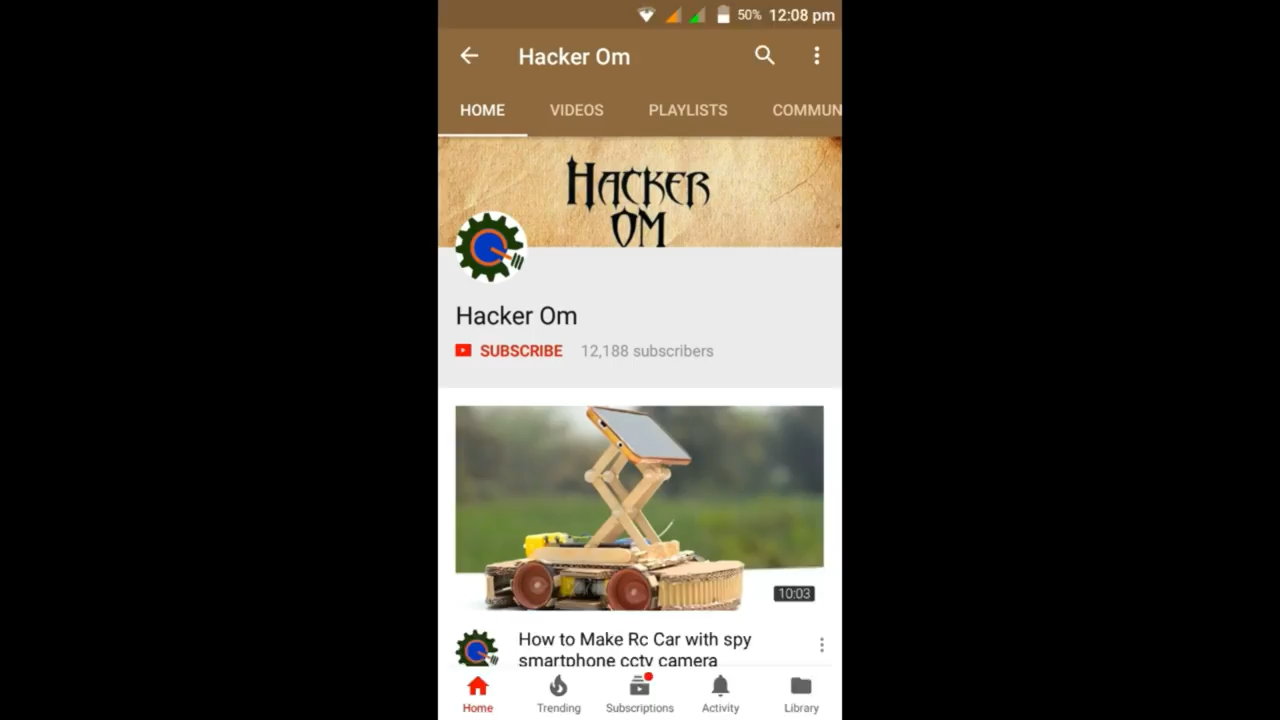 50% 12:08 pm
Hacker Om
HOME VIDEOS PLAYLISTS COMMUN
HACKER
OM
Hacker Om
SUBSCRIBE 12,188 subscribers
10:03
How to Make Rc Car with spy
smartphone cctv camera
Home Trending Subscriptions Activity Library